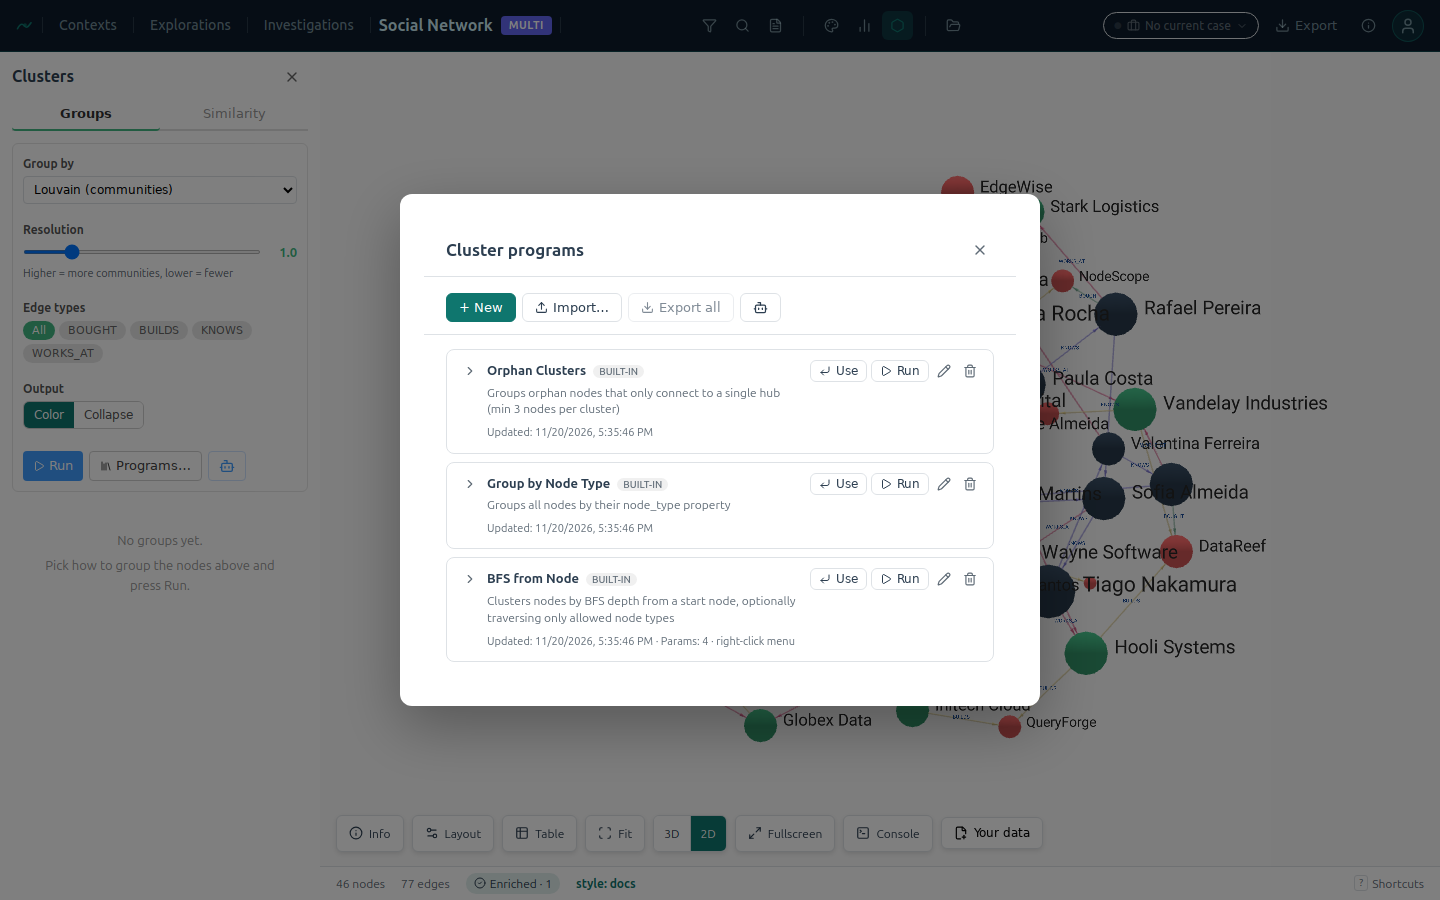 Contexts
Explorations
Investigations
Social Network MULTI
No current case
Export
Clusters
Groups
Similarity
Group by
Louvain (communities)
Resolution
1.0
Higher = more communities, lower = fewer
Edge types
All BOUGHT BUILDS KNOWS
WORKS_AT
Output
Color Collapse
Run Programs...
No groups yet.
Pick how to group the nodes above and
press Run.
Cluster programs
+ New Import... Export all
Orphan Clusters BUILT-IN Use Run
Groups orphan nodes that only connect to a single hub
(min 3 nodes per cluster)
Updated: 11/20/2026, 5:35:46 PM
Group by Node Type BUILT-IN Use Run
Groups all nodes by their node_type property
Updated: 11/20/2026, 5:35:46 PM
BFS from Node BUILT-IN Use Run
Clusters nodes by BFS depth from a start node, optionally
traversing only allowed node types
Updated: 11/20/2026, 5:35:46 PM · Params: 4 · right-click menu
EdgeWise
Stark Logistics
NodeScope
Rafael Pereira
Rocha
Paula Costa
Vandelay Industries
Almeida
Valentina Ferreira
Martins
Sofia Almeida
DataReef
Wayne Software
Tiago Nakamura
Hooli Systems
Initech Cloud
Globex Data
QueryForge
Info
Layout
Table
Fit
3D
2D
Fullscreen
Console
Your data
46 nodes
77 edges
Enriched · 1
style: docs
? Shortcuts